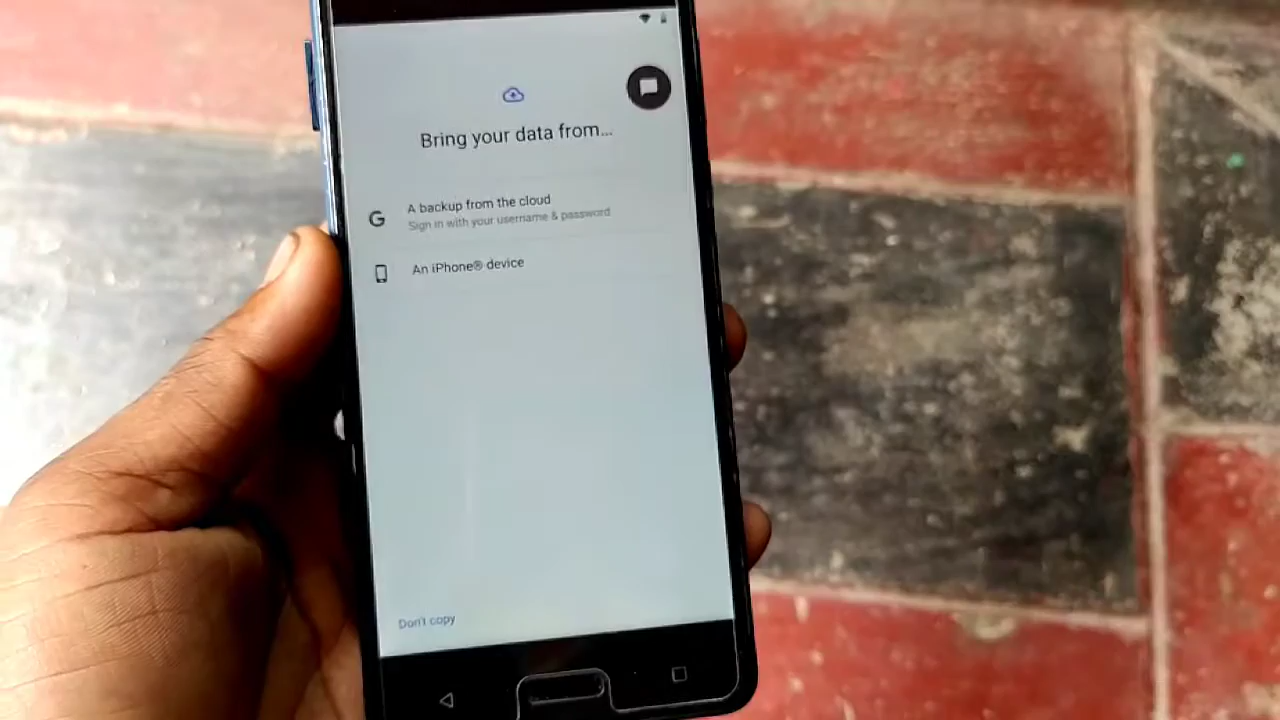 Bring your data from...
G
A backup from the cloud
Sign in with your username & password
An iPhone® device
Don't copy